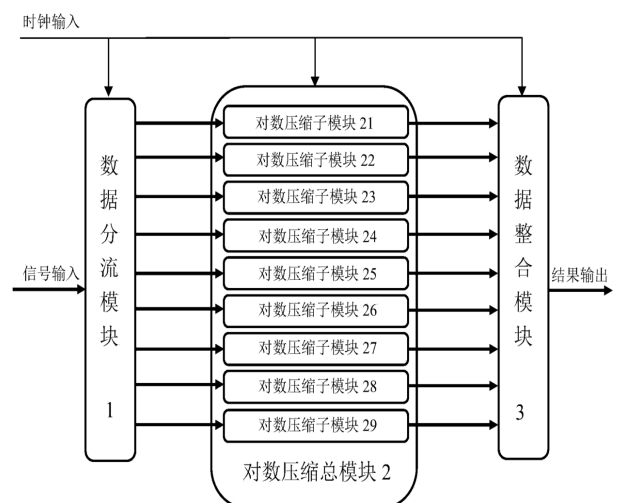 时钟输入
信号输入
数据分流模块 1
对数压缩子模块 21
对数压缩子模块 22
对数压缩子模块 23
对数压缩子模块 24
对数压缩子模块 25
对数压缩子模块 26
对数压缩子模块 27
对数压缩子模块 28
对数压缩子模块 29
对数压缩总模块 2
数据整合模块 3
结果输出